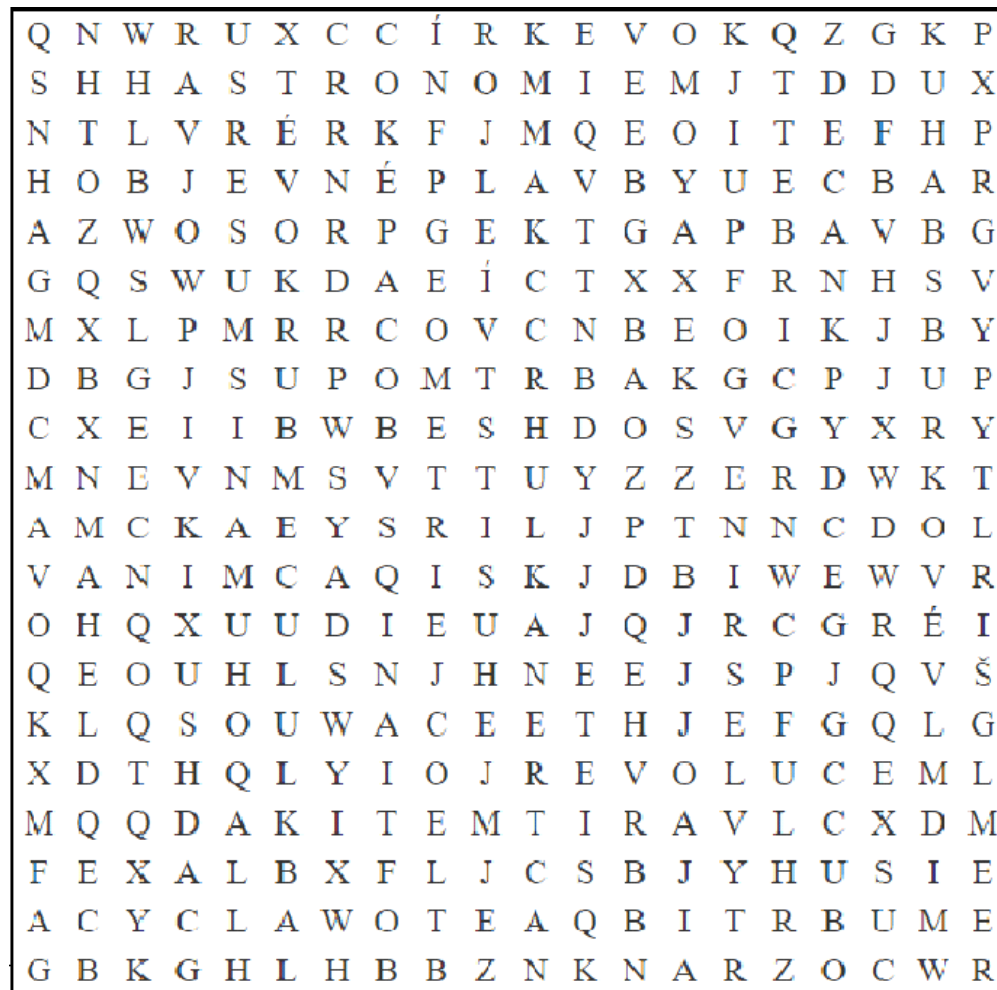 Q N W R U X C C Í R K E V O K Q Z G K P
S H H A S T R O N O M I E M J T D D U X
N T L V R É R K F J M Q E O I T E F H P
H O B J E V N É P L A V B Y U E C B A R
A Z W O S O R P G E K T G A P B A V B G
G Q S W U K D A E Í C T X X F R N H S V
M X L P M R R C O V C N B E O I K J B Y
D B G J S U P O M T R B A K G C P J U P
C X E I I B W B E S H D O S V G Y X R Y
M N E V N M S V T T U Y Z Z E R D W K T
A M C K A E Y S R I L J P T N N C D O L
V A N I M C A Q I S K J D B I W E W V R
O H Q X U U D I E U A J Q J R C G R É I
Q E O U H L S N J H N E E J S P J Q V Š
K L Q S O U W A C E E T H J E F G Q L G
X D T H Q L Y I O J R E V O L U C E M L
M Q Q D A K I T E M T I R A V L C X D M
F E X A L B X F L J C S B J Y H U S I E
A C Y C L A W O T E A Q B I T R B U M E
G B K G H L H B B Z N K N A R Z O C W R